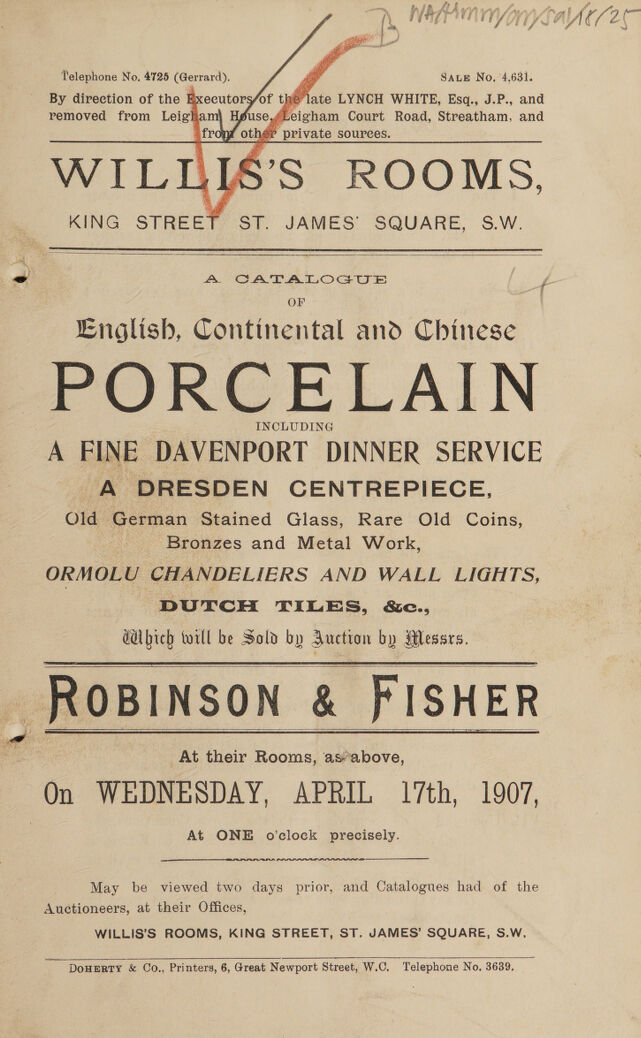 WA/HMM/CM/Sal/18/25
Telephone No. 4725 (Gerrard). SALE No. 4,631.
By direction of the Executors of the late LYNCH WHITE, Esq., J.P., and
removed from Leigham House, Leigham Court Road, Streatham, and
from other private sources.
WILLIS'S ROOMS,
KING STREET ST. JAMES' SQUARE, S.W.
A CATALOGUE
OF
English, Continental and Chinese
PORCELAIN
INCLUDING
A FINE DAVENPORT DINNER SERVICE
A DRESDEN CENTREPIECE,
Old German Stained Glass, Rare Old Coins,
Bronzes and Metal Work,
ORMOLU CHANDELIERS AND WALL LIGHTS,
DUTCH TILES, &c.,
Which will be Sold by Auction by Messrs.
ROBINSON & FISHER
At their Rooms, as above,
On WEDNESDAY, APRIL 17th, 1907,
At ONE o'clock precisely.
May be viewed two days prior, and Catalogues had of the
Auctioneers, at their Offices,
WILLIS'S ROOMS, KING STREET, ST. JAMES' SQUARE, S.W.
DOHERTY & Co., Printers, 6, Great Newport Street, W.C. Telephone No. 3639.